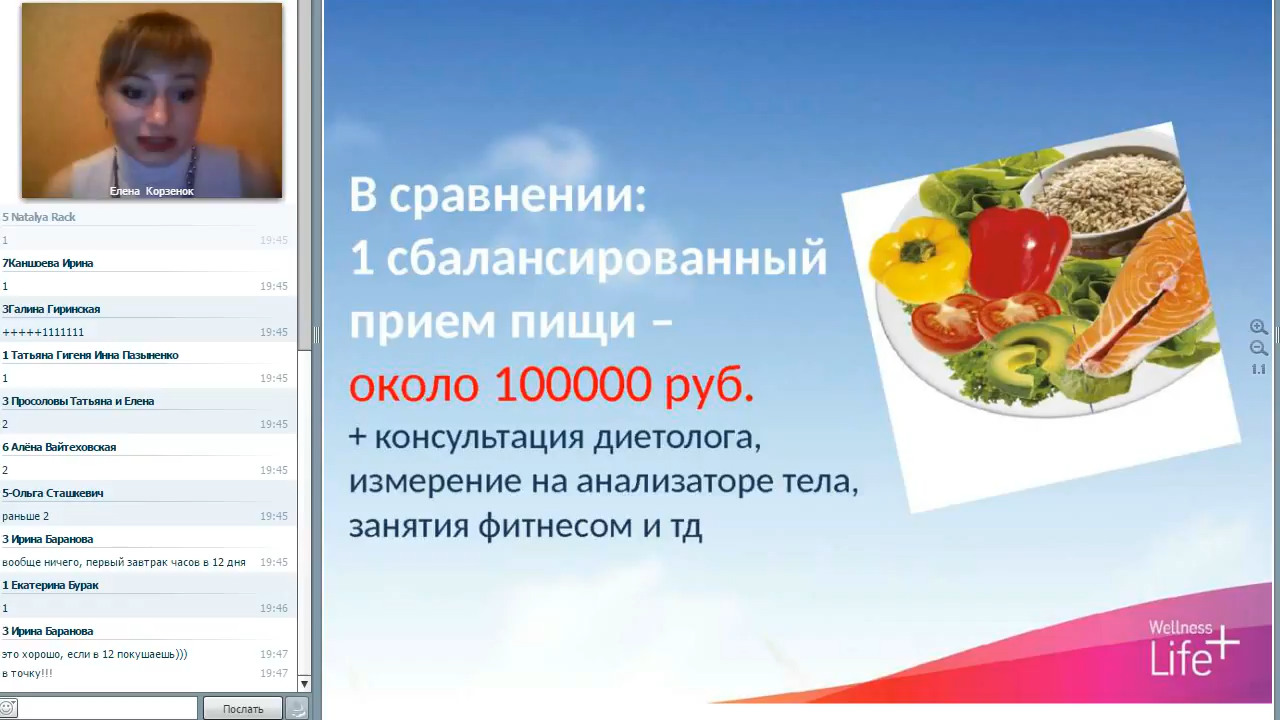 Елена Корзенок
5 Natalya Rack
1 19:45
7Каншоева Ирина
1 19:45
3Галина Гиринская
+++++1111111 19:45
1 Татьяна Гигеня Инна Пазыненко
1 19:45
3 Просоловы Татьяна и Елена
2 19:45
6 Алёна Вайтеховская
2 19:45
5-Ольга Сташкевич
раньше 2 19:45
3 Ирина Баранова
вообще ничего, первый завтрак часов в 12 дня 19:45
1 Екатерина Бурак
1 19:46
3 Ирина Баранова
это хорошо, если в 12 покушаешь))) 19:47
в точку!!! 19:47
Послать
В сравнении:
1 сбалансированный
прием пищи –
около 100000 руб.
+ консультация диетолога,
измерение на анализаторе тела,
занятия фитнесом и тд
1.1
Wellness
Life+